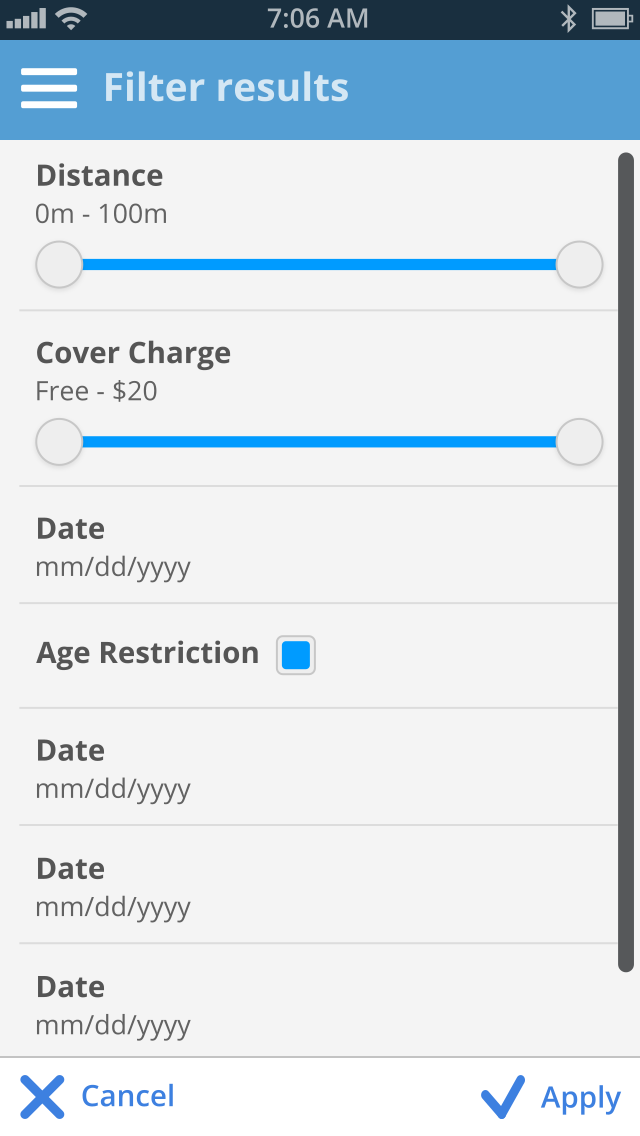 7:06 AM
Filter results
Distance
0m - 100m
Cover Charge
Free - $20
Date
mm/dd/yyyy
Age Restriction
Date
mm/dd/yyyy
Date
mm/dd/yyyy
Date
mm/dd/yyyy
Cancel
Apply